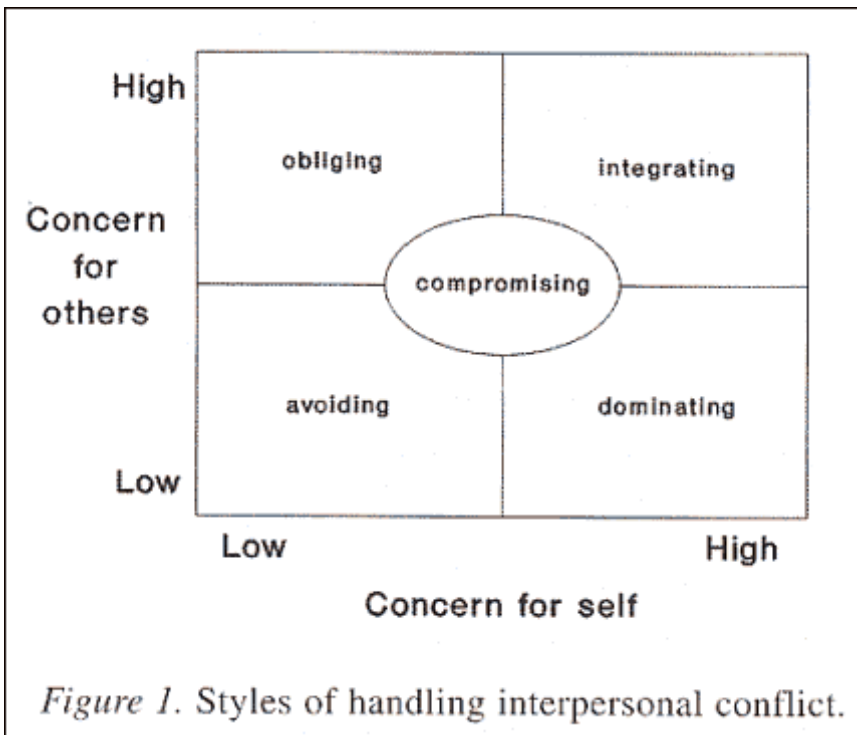 High
obliging
integrating
Concern
for
others
compromising
avoiding
dominating
Low
Low
High
Concern for self
Figure 1. Styles of handling interpersonal conflict.